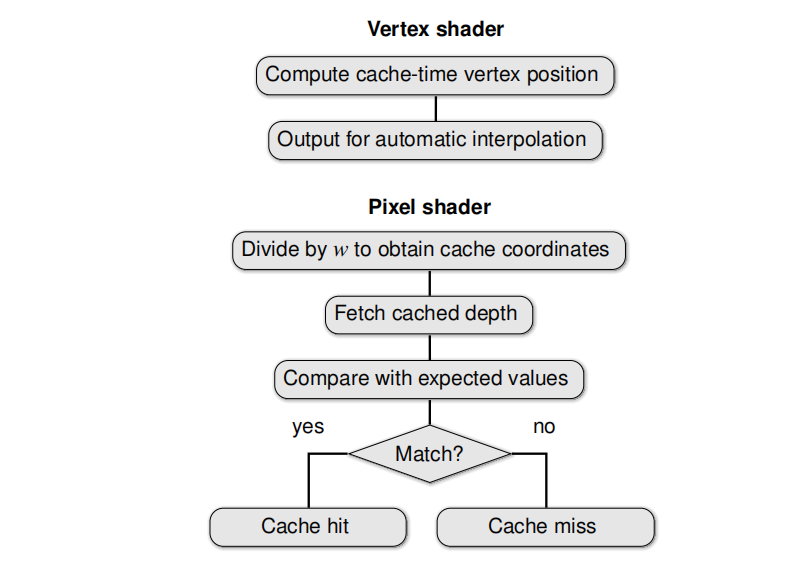 Vertex shader
Compute cache-time vertex position
Output for automatic interpolation
Pixel shader
Divide by w to obtain cache coordinates
Fetch cached depth
Compare with expected values
yes
no
Match?
Cache hit
Cache miss